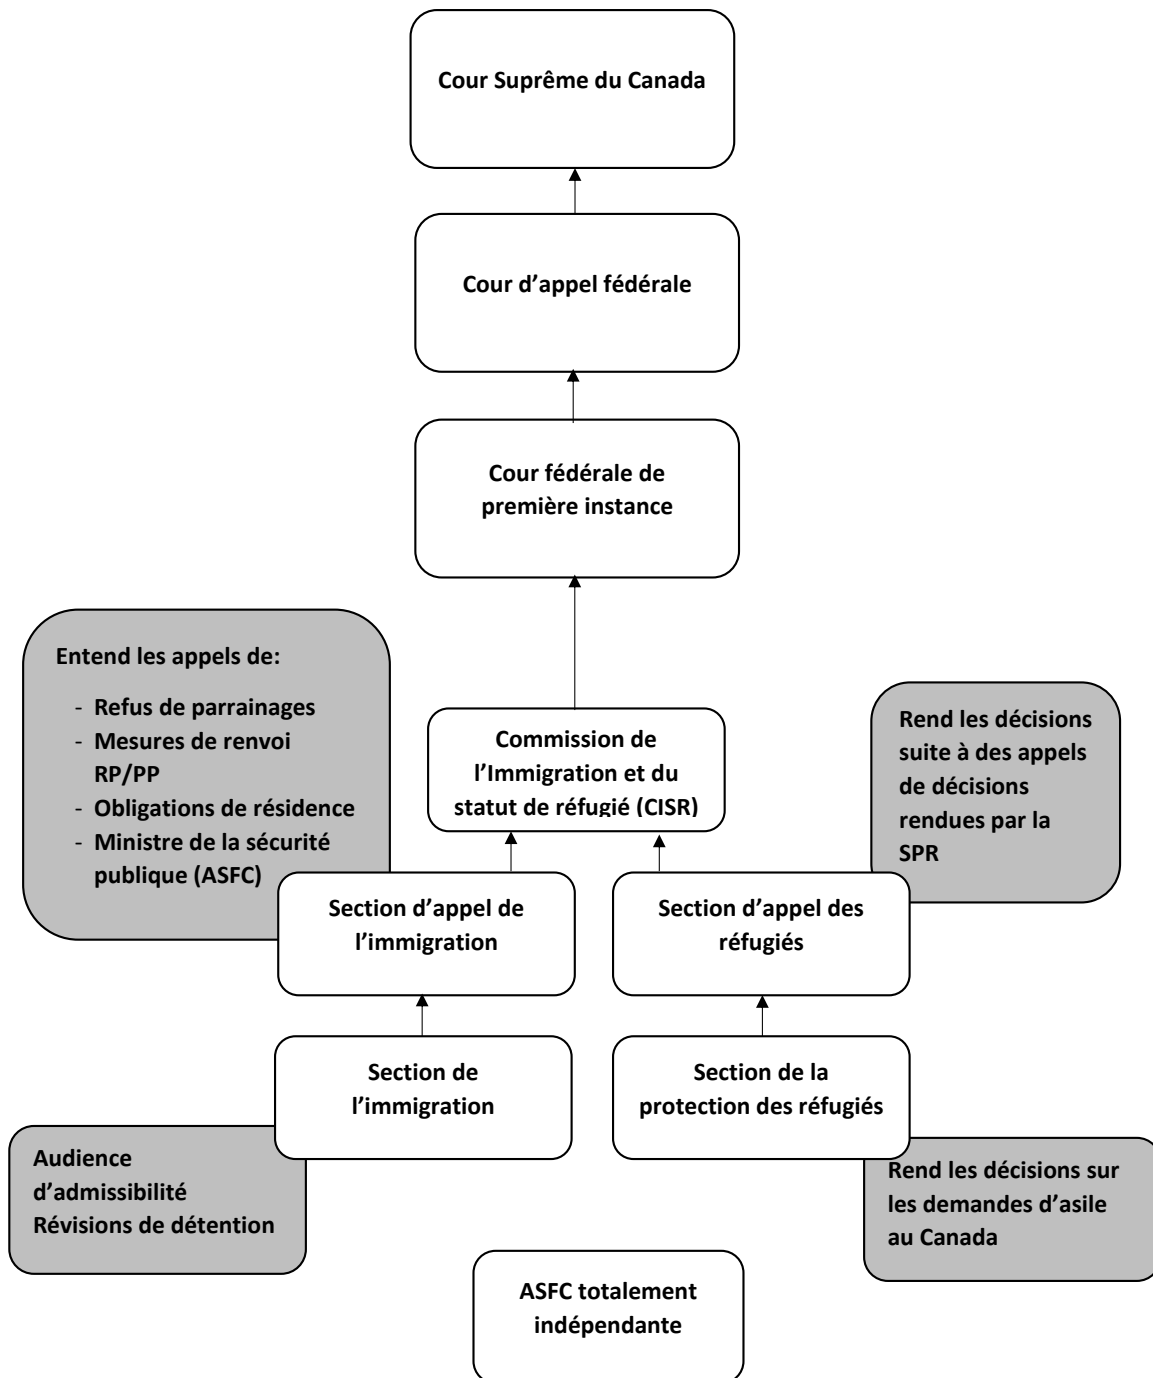 Cour Suprême du Canada
Cour d’appel fédérale
Cour fédérale de
première instance
Entend les appels de:
- Refus de parrainages
- Mesures de renvoi
RP/PP
- Obligations de résidence
- Ministre de la sécurité
publique (ASFC)
Commission de
l’Immigration et du
statut de réfugié (CISR)
Rend les décisions
suite à des appels
de décisions
rendues par la
SPR
Section d’appel de
l’immigration
Section d’appel des
réfugiés
Section de
l’immigration
Section de la
protection des réfugiés
Audience
d’admissibilité
Révisions de détention
Rend les décisions sur
les demandes d’asile
au Canada
ASFC totalement
indépendante